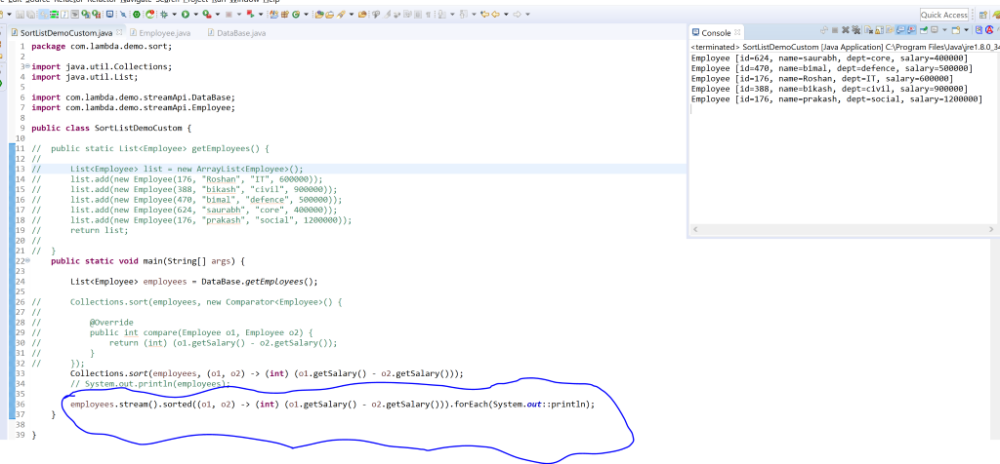 Edit Source Refactor Refactor Navigate Search Project Run Window Help
Quick Access
SortListDemoCustom.java Employee.java DataBase.java
1 package com.lambda.demo.sort;
2
3 import java.util.Collections;
4 import java.util.List;
5
6 import com.lambda.demo.streamApi.DataBase;
7 import com.lambda.demo.streamApi.Employee;
8
9 public class SortListDemoCustom {
10
11 // public static List<Employee> getEmployees() {
12 //
13 // List<Employee> list = new ArrayList<Employee>();
14 // list.add(new Employee(176, "Roshan", "IT", 600000));
15 // list.add(new Employee(388, "bikash", "civil", 900000));
16 // list.add(new Employee(470, "bimal", "defence", 500000));
17 // list.add(new Employee(624, "saurabh", "core", 400000));
18 // list.add(new Employee(176, "prakash", "social", 1200000));
19 // return list;
20 //
21 // }
22 public static void main(String[] args) {
23
24 List<Employee> employees = DataBase.getEmployees();
25
26 // Collections.sort(employees, new Comparator<Employee>() {
27 //
28 // @Override
29 // public int compare(Employee o1, Employee o2) {
30 // return (int) (o1.getSalary() - o2.getSalary());
31 // }
32 // });
33 Collections.sort(employees, (o1, o2) -> (int) (o1.getSalary() - o2.getSalary()));
34 // System.out.println(employees);
35
36 employees.stream().sorted((o1, o2) -> (int) (o1.getSalary() - o2.getSalary())).forEach(System.out::println);
37 }
38
39 }
Console
<terminated> SortListDemoCustom [Java Application] C:\Program Files\Java\jre1.8.0_34
Employee [id=624, name=saurabh, dept=core, salary=400000]
Employee [id=470, name=bimal, dept=defence, salary=500000]
Employee [id=176, name=Roshan, dept=IT, salary=600000]
Employee [id=388, name=bikash, dept=civil, salary=900000]
Employee [id=176, name=prakash, dept=social, salary=1200000]